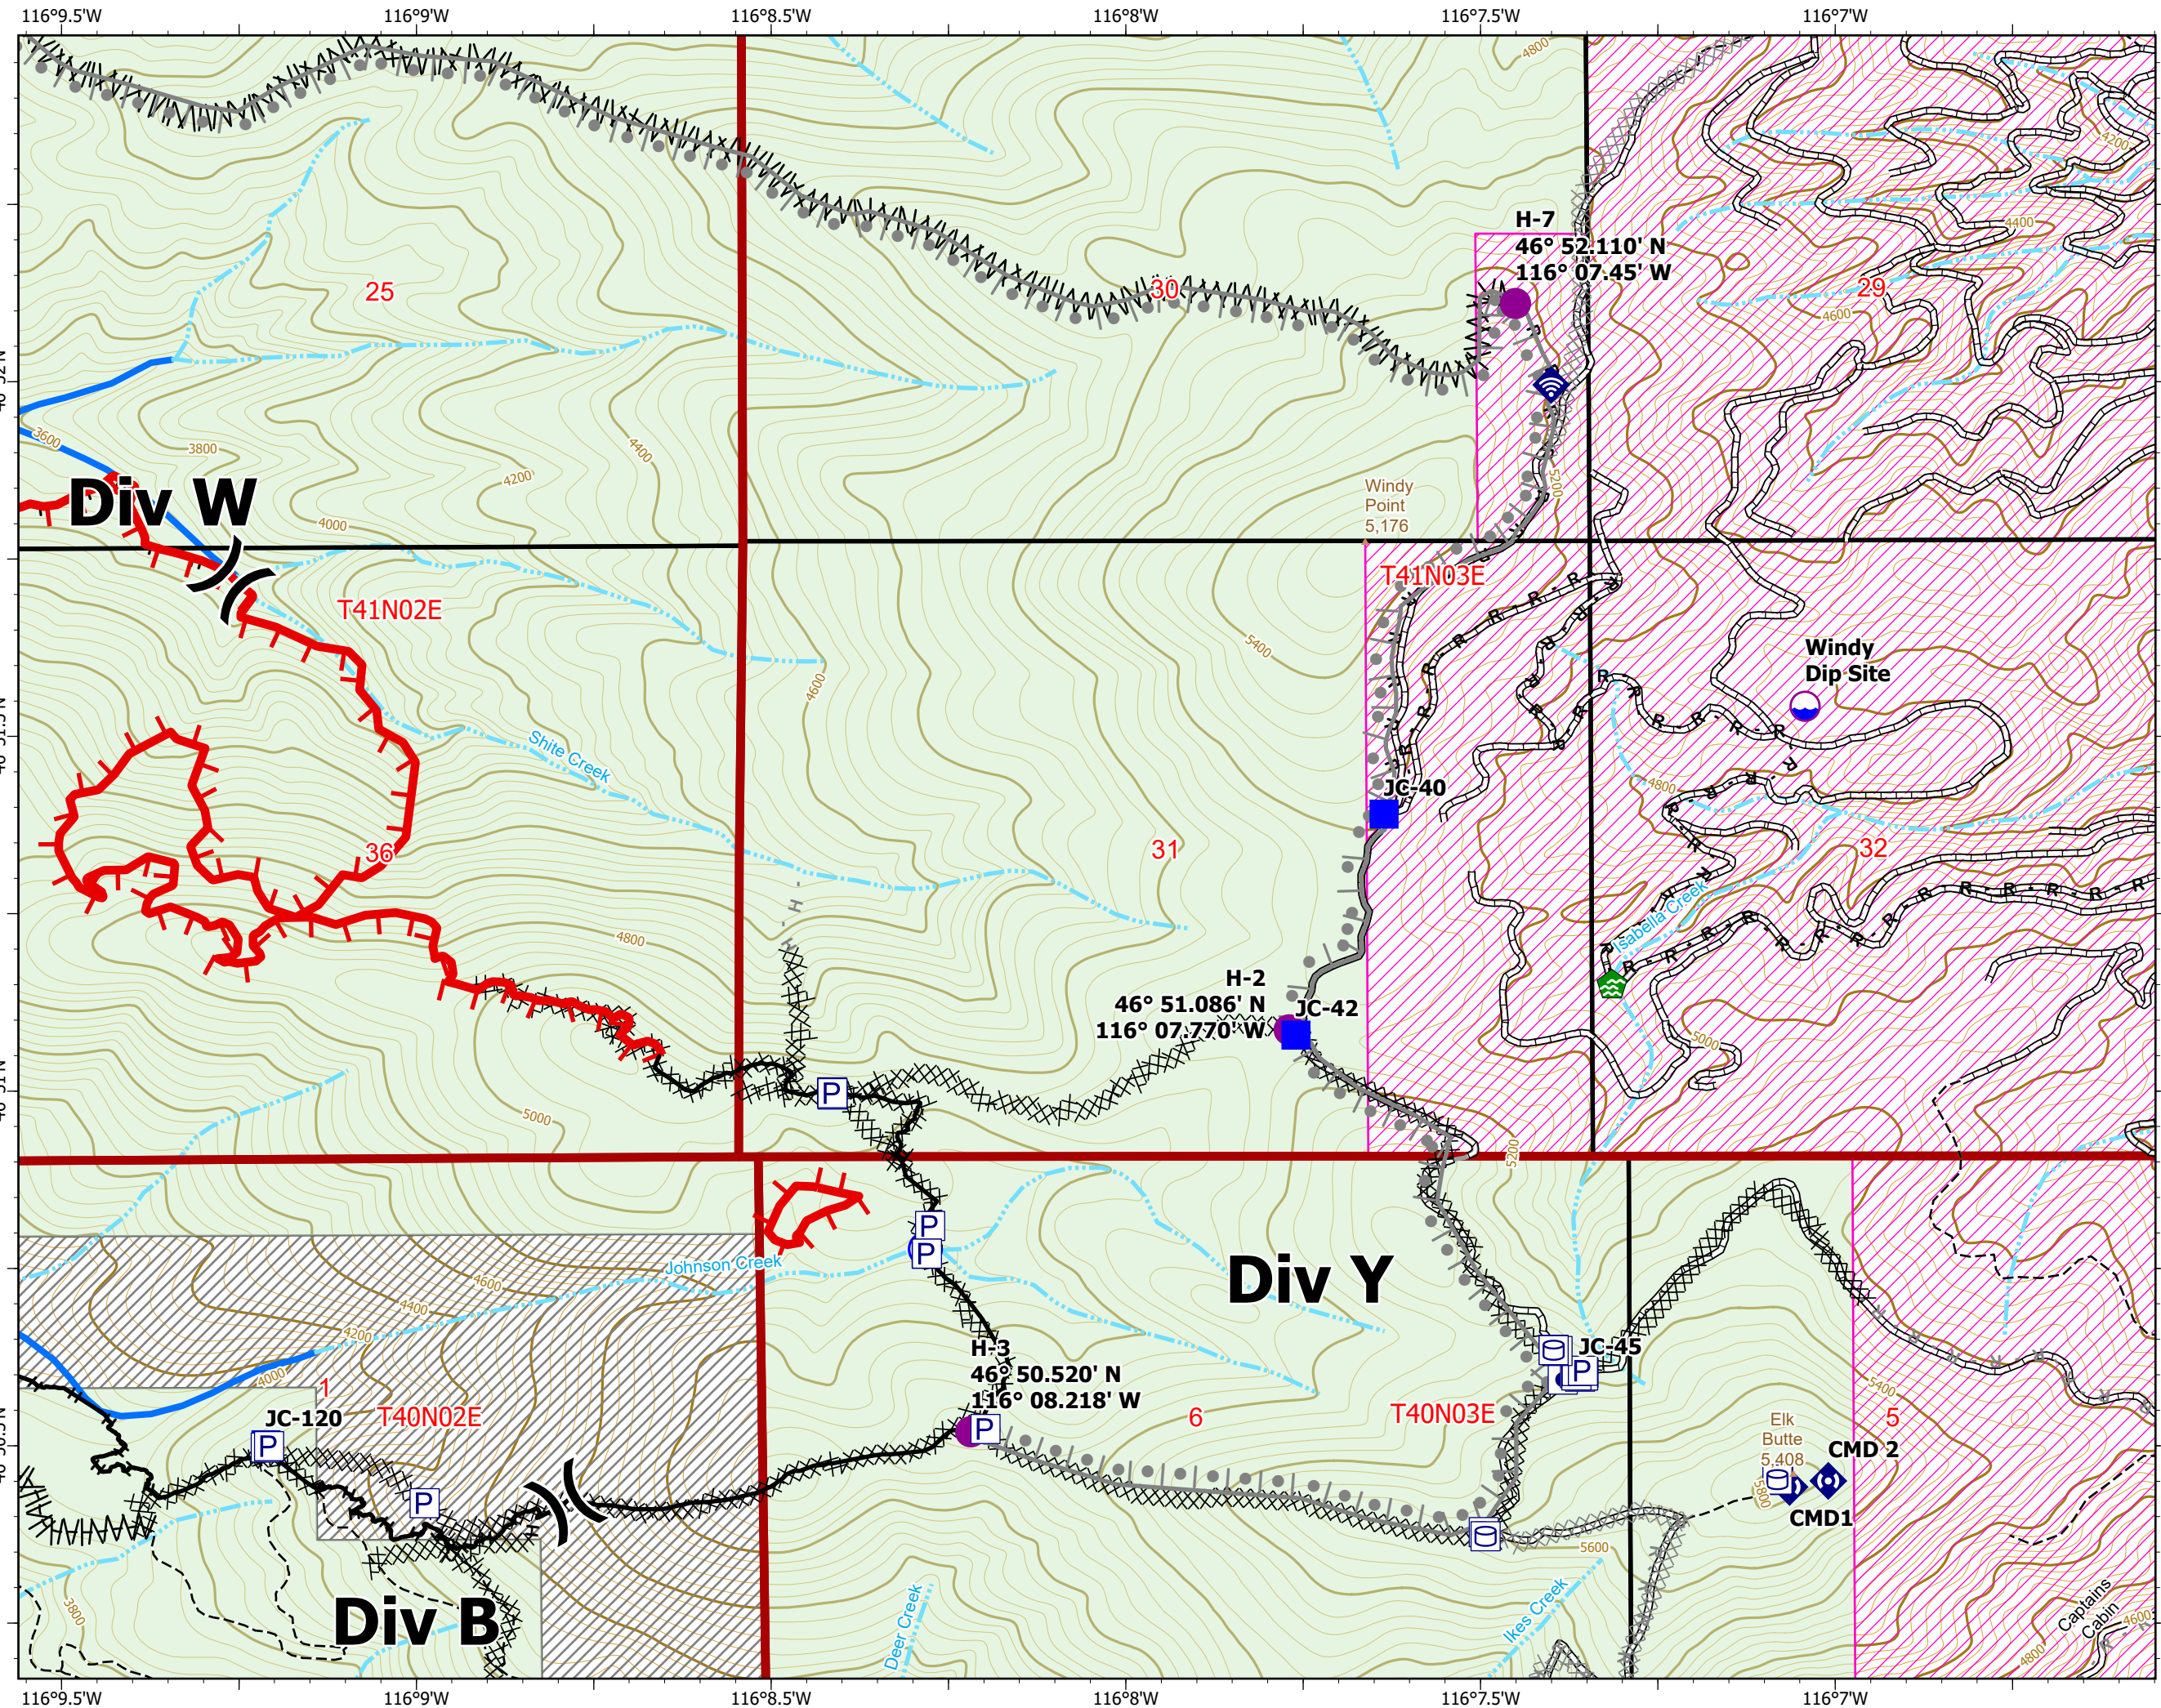 116°9.5'W
116°9'W
116°8.5'W
116°8'W
116°7.5'W
116°7'W
4800
4200
H-7
46° 52.110' N
116° 07.45' W
4400
25
30
29
4600
3600
3800
4400
4200
5200
Windy
Point
5,176
Div W
4000
T41N02E
T41N03E
5400
4600
Windy
Dip Site
Shite Creek
4800
JC-40
36
31
32
Isabella Creek
4800
H-2
46° 51.086' N
116° 07.770' W
JC-42
5000
5000
P
5200
P
P
Johnson Creek
Div Y
4600
4400
4200
4000
H-3
46° 50.520' N
116° 08.218' W
JC-45
P
1
T40N02E
JC-120
P
P
P
6
T40N03E
5400
5
Elk
Butte
5,408
CMD 2
5800
CMD1
5600
Div B
3800
Deer Creek
Ikes Creek
Captains
Cabin
4600
4800
116°9.5'W
116°9'W
116°8.5'W
116°8'W
116°7.5'W
116°7'W